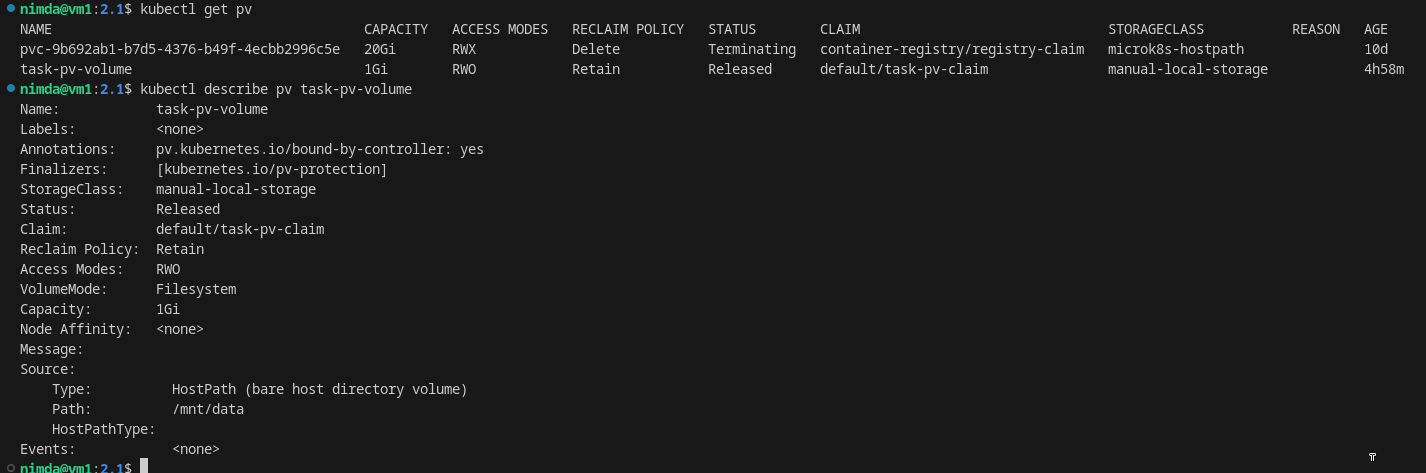 nimda@vm1:2.1$ kubectl get pv
NAME CAPACITY ACCESS MODES RECLAIM POLICY STATUS CLAIM STORAGECLASS REASON AGE
pvc-9b692ab1-b7d5-4376-b49f-4ecbb2996c5e 20Gi RWX Delete Terminating container-registry/registry-claim microk8s-hostpath 10d
task-pv-volume 1Gi RWO Retain Released default/task-pv-claim manual-local-storage 4h58m
nimda@vm1:2.1$ kubectl describe pv task-pv-volume
Name: task-pv-volume
Labels: <none>
Annotations: pv.kubernetes.io/bound-by-controller: yes
Finalizers: [kubernetes.io/pv-protection]
StorageClass: manual-local-storage
Status: Released
Claim: default/task-pv-claim
Reclaim Policy: Retain
Access Modes: RWO
VolumeMode: Filesystem
Capacity: 1Gi
Node Affinity: <none>
Message:
Source:
Type: HostPath (bare host directory volume)
Path: /mnt/data
HostPathType:
Events: <none>
nimda@vm1:2.1$